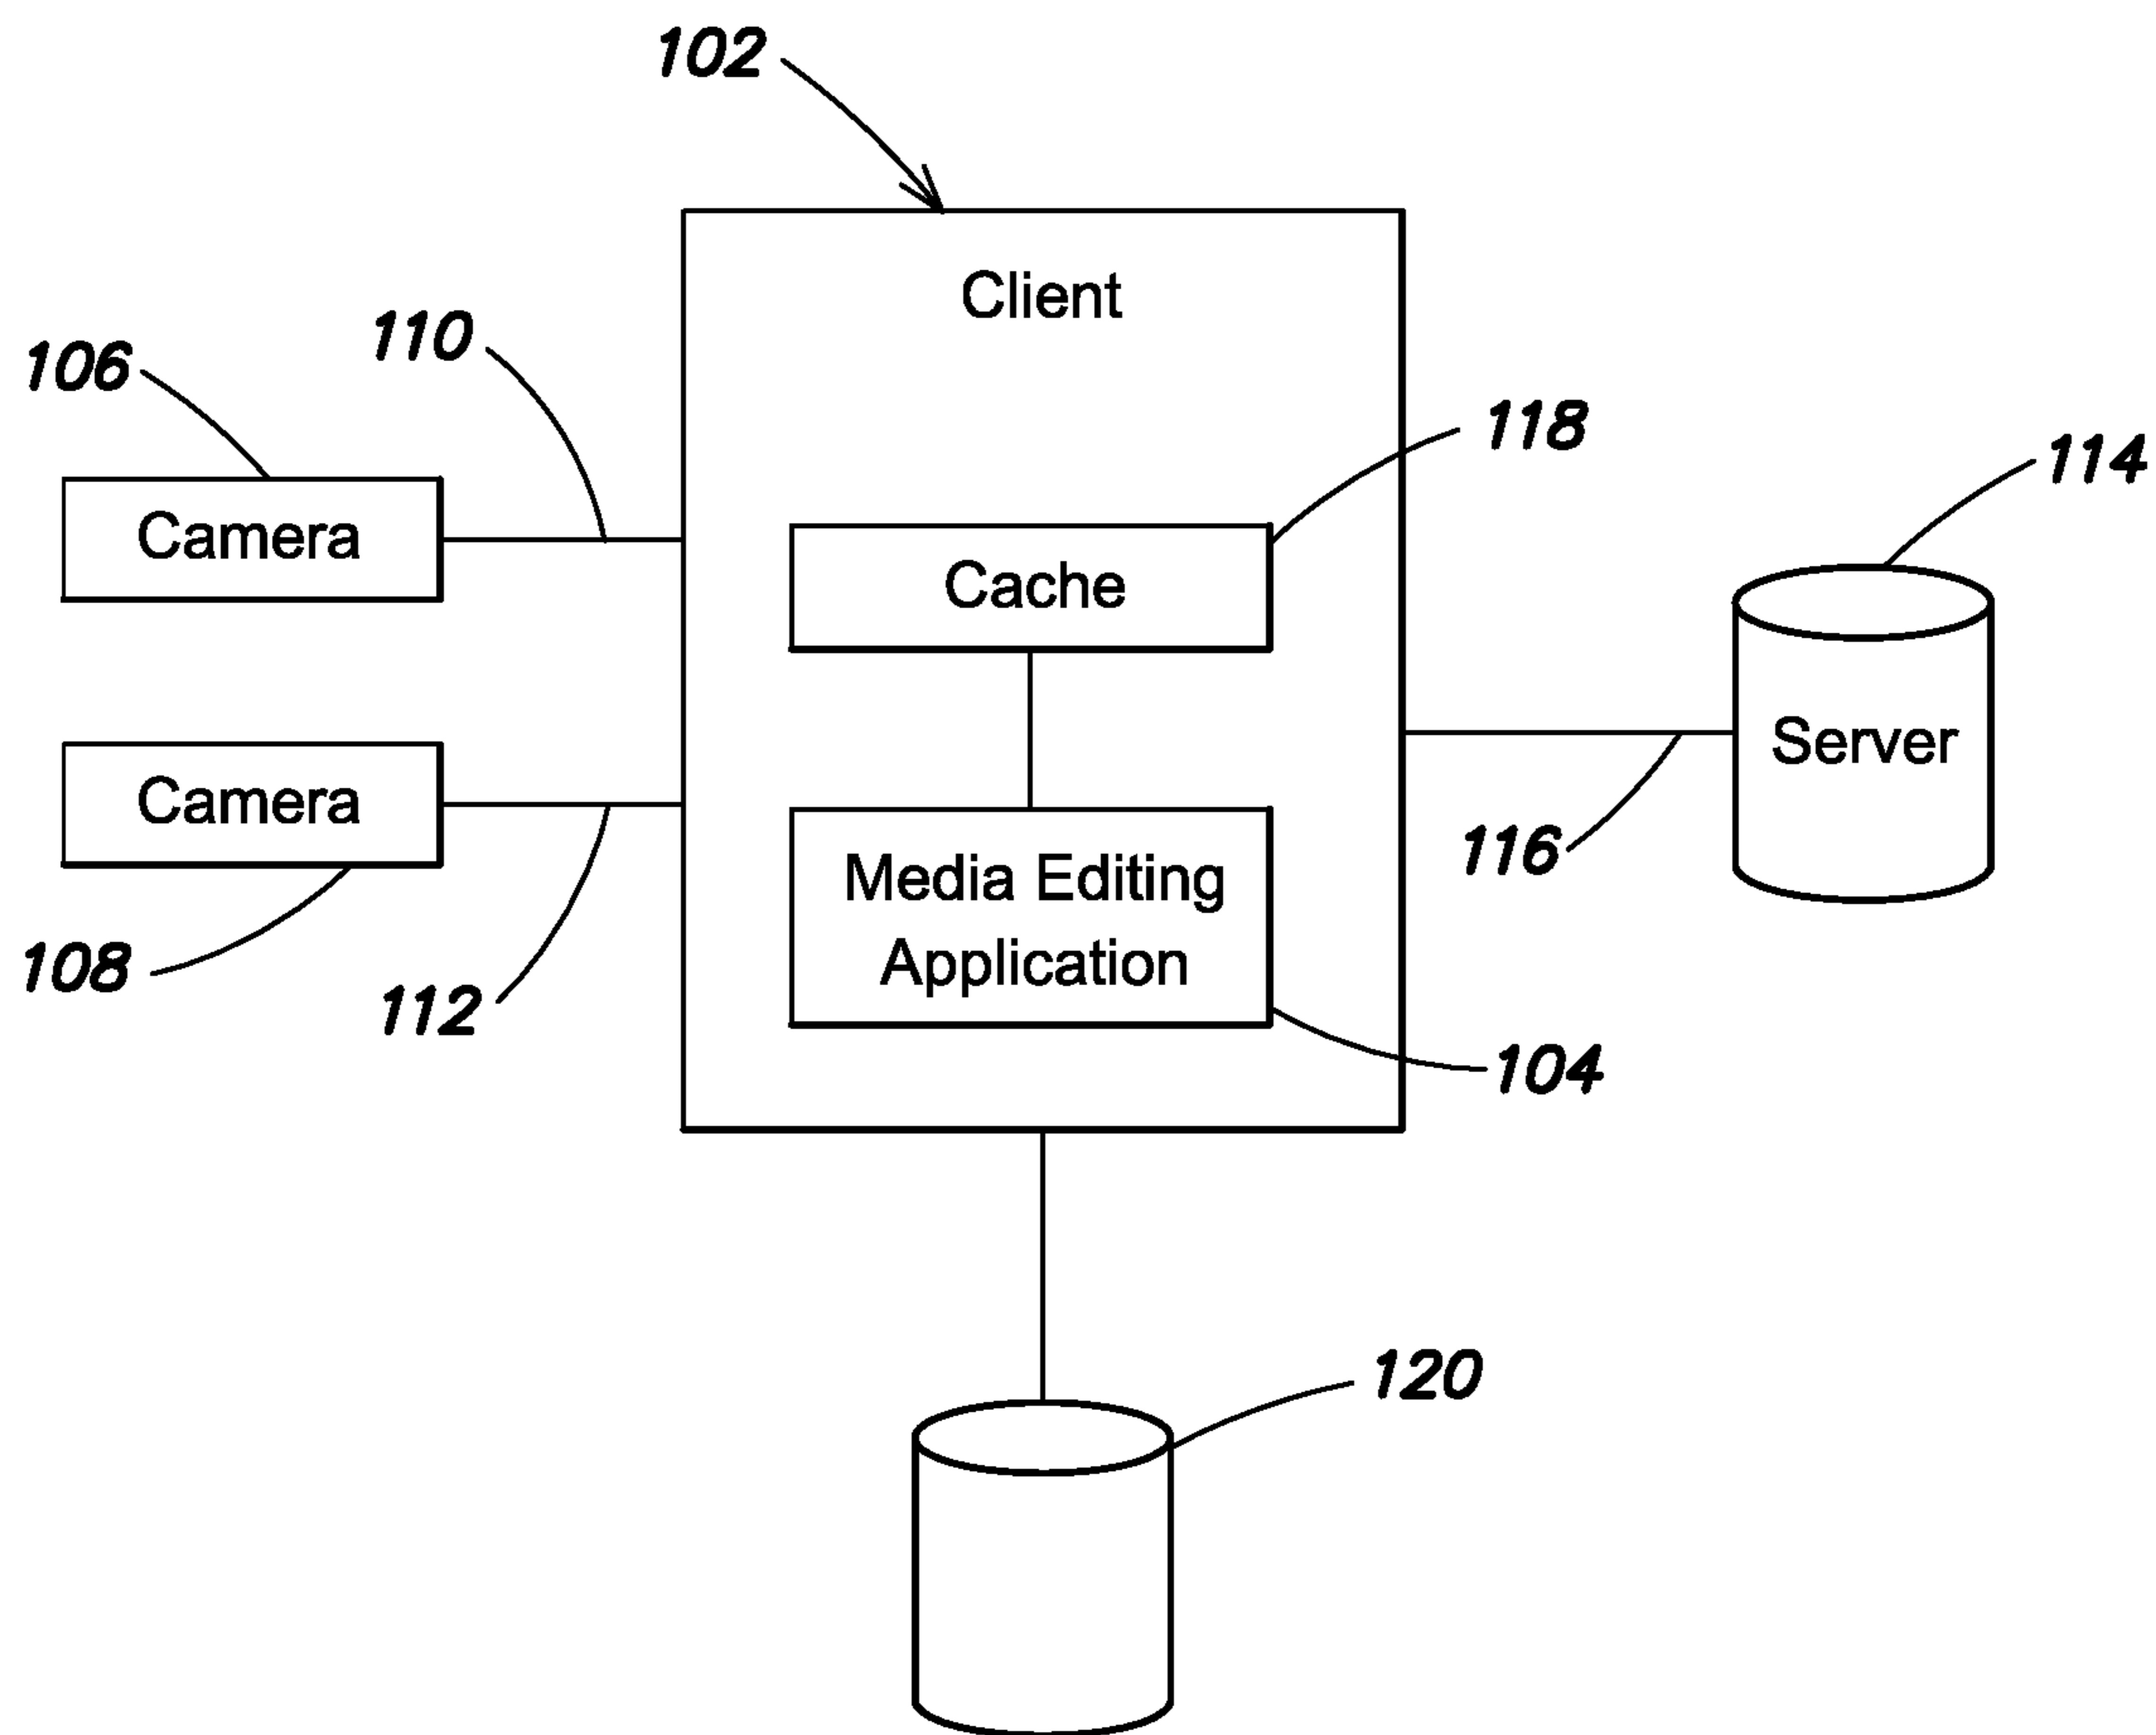 102
Client
110
106
118
114
Camera
Cache
Server
Camera
116
Media Editing
Application
108
112
104
120